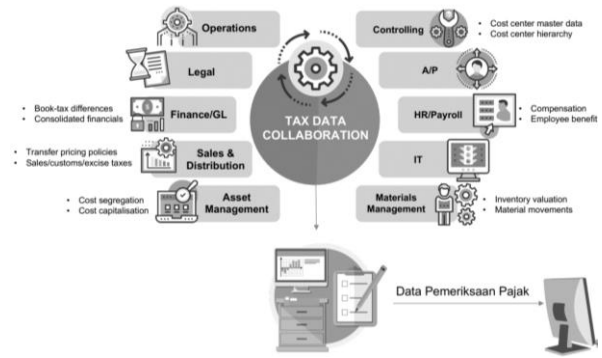 Operations
Legal
• Book-tax differences
• Consolidated financials
Finance/GL
• Transfer pricing policies
• Sales/customs/excise taxes
Sales &
Distribution
• Cost segregation
• Cost capitalisation
Asset
Management
TAX DATA
COLLABORATION
Controlling
• Cost center master data
• Cost center hierarchy
A/P
HR/Payroll
• Compensation
• Employee benefit
IT
Materials
Management
• Inventory valuation
• Material movements
Data Pemeriksaan Pajak